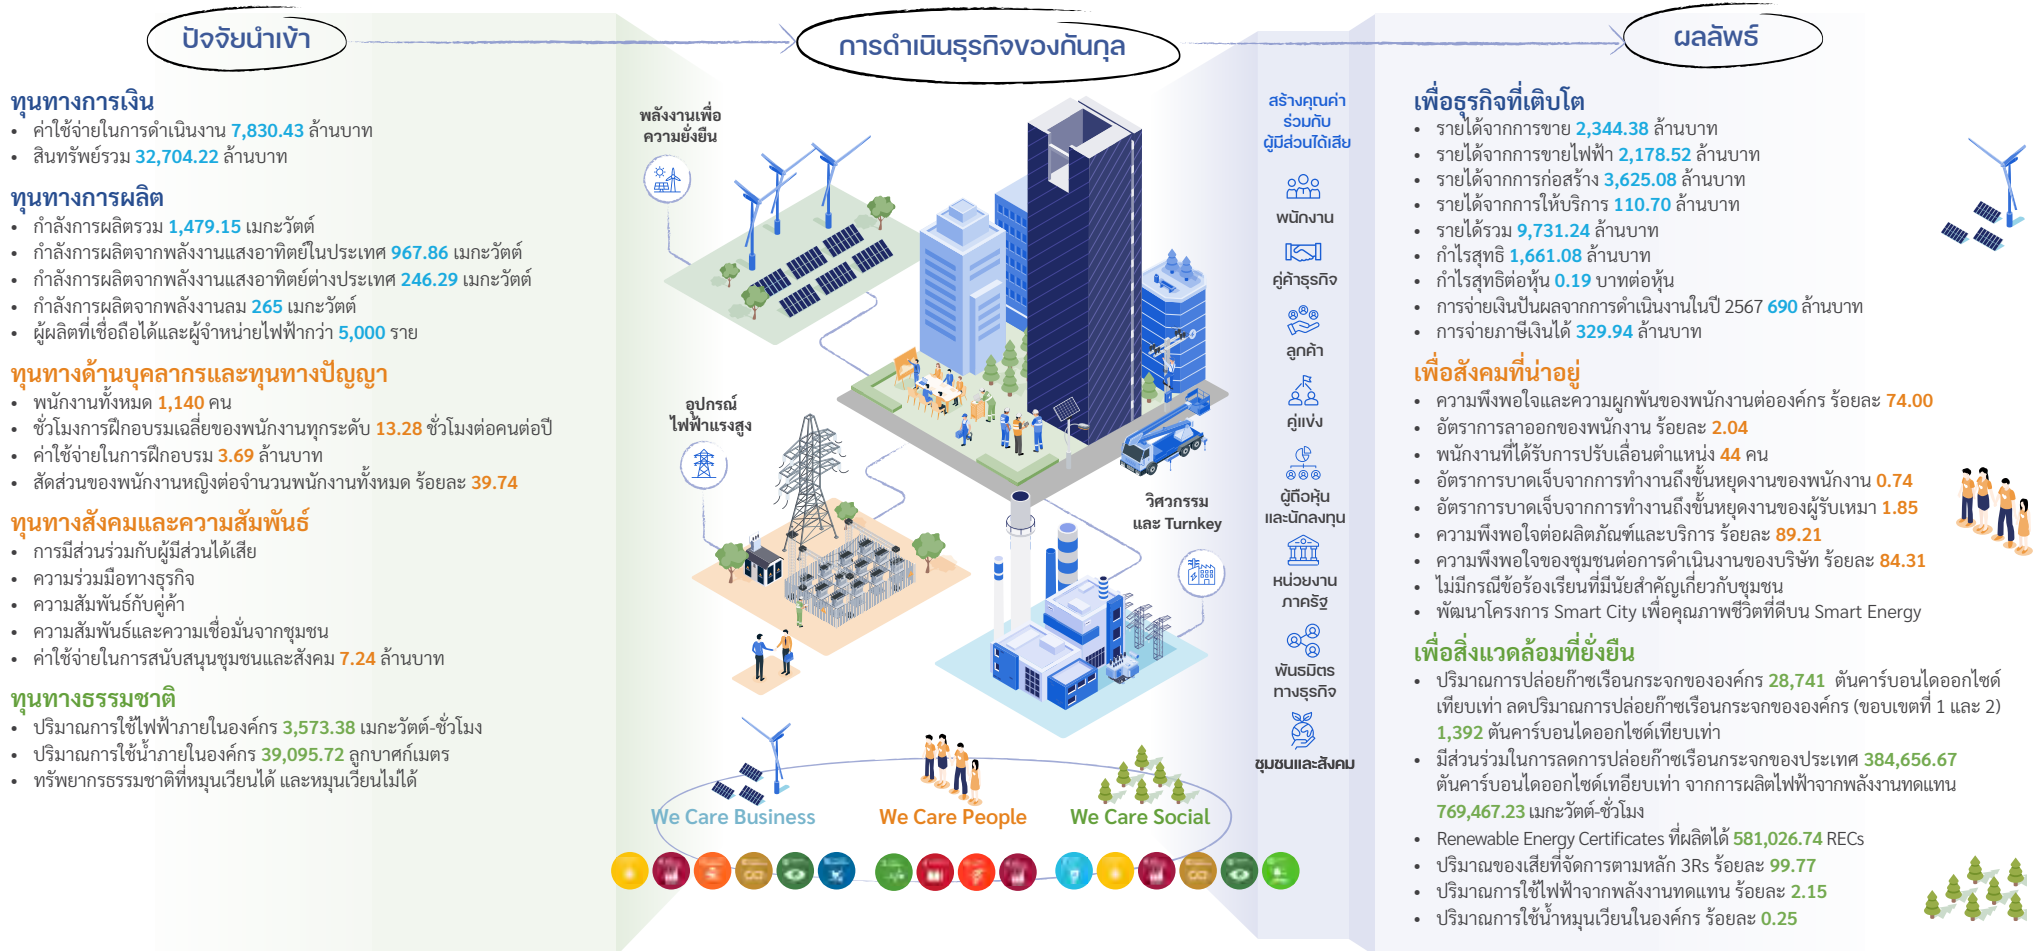 ปัจจัยนำเข้า
การดำเนินธุรกิจของกันกุล
ผลลัพธ์
ทุนทางการเงิน
• ค่าใช้จ่ายในการดำเนินงาน 7,830.43 ล้านบาท
• สินทรัพย์รวม 32,704.22 ล้านบาท
ทุนทางการผลิต
• กำลังการผลิตรวม 1,479.15 เมกะวัตต์
• กำลังการผลิตจากพลังงานแสงอาทิตย์ในประเทศ 967.86 เมกะวัตต์
• กำลังการผลิตจากพลังงานแสงอาทิตย์ต่างประเทศ 246.29 เมกะวัตต์
• กำลังการผลิตจากพลังงานลม 265 เมกะวัตต์
• ผู้ผลิตที่เชื่อถือได้และผู้จำหน่ายไฟฟ้ากว่า 5,000 ราย
ทุนทางด้านบุคลากรและทุนทางปัญญา
• พนักงานทั้งหมด 1,140 คน
• ชั่วโมงการฝึกอบรมเฉลี่ยของพนักงานทุกระดับ 13.28 ชั่วโมงต่อคนต่อปี
• ค่าใช้จ่ายในการฝึกอบรม 3.69 ล้านบาท
• สัดส่วนของพนักงานหญิงต่อจำนวนพนักงานทั้งหมด ร้อยละ 39.74
ทุนทางสังคมและความสัมพันธ์
• การมีส่วนร่วมกับผู้มีส่วนได้เสีย
• ความร่วมมือทางธุรกิจ
• ความสัมพันธ์กับคู่ค้า
• ความสัมพันธ์และความเชื่อมั่นจากชุมชน
• ค่าใช้จ่ายในการสนับสนุนชุมชนและสังคม 7.24 ล้านบาท
ทุนทางธรรมชาติ
• ปริมาณการใช้ไฟฟ้าภายในองค์กร 3,573.38 เมกะวัตต์-ชั่วโมง
• ปริมาณการใช้น้ำภายในองค์กร 39,095.72 ลูกบาศก์เมตร
• ทรัพยากรธรรมชาติที่หมุนเวียนได้ และหมุนเวียนไม่ได้
พลังงานเพื่อ
ความยั่งยืน
อุปกรณ์
ไฟฟ้าแรงสูง
วิศวกรรม
และ Turnkey
We Care Business
We Care People
We Care Social
สร้างคุณค่า
ร่วมกับ
ผู้มีส่วนได้เสีย
พนักงาน
คู่ค้าธุรกิจ
ลูกค้า
คู่แข่ง
ผู้ถือหุ้น
และนักลงทุน
หน่วยงาน
ภาครัฐ
พันธมิตร
ทางธุรกิจ
ชุมชนและสังคม
เพื่อธุรกิจที่เติบโต
• รายได้จากการขาย 2,344.38 ล้านบาท
• รายได้จากการขายไฟฟ้า 2,178.52 ล้านบาท
• รายได้จากการก่อสร้าง 3,625.08 ล้านบาท
• รายได้จากการให้บริการ 110.70 ล้านบาท
• รายได้รวม 9,731.24 ล้านบาท
• กำไรสุทธิ 1,661.08 ล้านบาท
• กำไรสุทธิต่อหุ้น 0.19 บาทต่อหุ้น
• การจ่ายเงินปันผลจากการดำเนินงานในปี 2567 690 ล้านบาท
• การจ่ายภาษีเงินได้ 329.94 ล้านบาท
เพื่อสังคมที่น่าอยู่
• ความพึงพอใจและความผูกพันของพนักงานต่อองค์กร ร้อยละ 74.00
• อัตราการลาออกของพนักงาน ร้อยละ 2.04
• พนักงานที่ได้รับการปรับเลื่อนตำแหน่ง 44 คน
• อัตราการบาดเจ็บจากการทำงานถึงขั้นหยุดงานของพนักงาน 0.74
• อัตราการบาดเจ็บจากการทำงานถึงขั้นหยุดงานของผู้รับเหมา 1.85
• ความพึงพอใจต่อผลิตภัณฑ์และบริการ ร้อยละ 89.21
• ความพึงพอใจของชุมชนต่อการดำเนินงานของบริษัท ร้อยละ 84.31
• ไม่มีกรณีข้อร้องเรียนที่มีนัยสำคัญเกี่ยวกับชุมชน
• พัฒนาโครงการ Smart City เพื่อคุณภาพชีวิตที่ดีบน Smart Energy
เพื่อสิ่งแวดล้อมที่ยั่งยืน
• ปริมาณการปล่อยก๊าซเรือนกระจกขององค์กร 28,741 ตันคาร์บอนไดออกไซด์
เทียบเท่า ลดปริมาณการปล่อยก๊าซเรือนกระจกขององค์กร (ขอบเขตที่ 1 และ 2)
1,392 ตันคาร์บอนไดออกไซด์เทียบเท่า
• มีส่วนร่วมในการลดการปล่อยก๊าซเรือนกระจกของประเทศ 384,656.67
ตันคาร์บอนไดออกไซด์เทอียบเท่า จากการผลิตไฟฟ้าจากพลังงานทดแทน
769,467.23 เมกะวัตต์-ชั่วโมง
• Renewable Energy Certificates ที่ผลิตได้ 581,026.74 RECs
• ปริมาณของเสียที่จัดการตามหลัก 3Rs ร้อยละ 99.77
• ปริมาณการใช้ไฟฟ้าจากพลังงานทดแทน ร้อยละ 2.15
• ปริมาณการใช้น้ำหมุนเวียนในองค์กร ร้อยละ 0.25